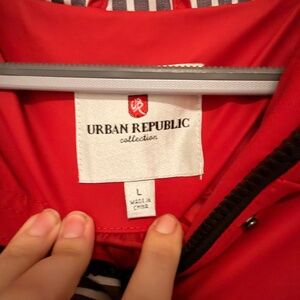 UR
URBAN REPUBLIC
collection
L
MADE IN
CHINA